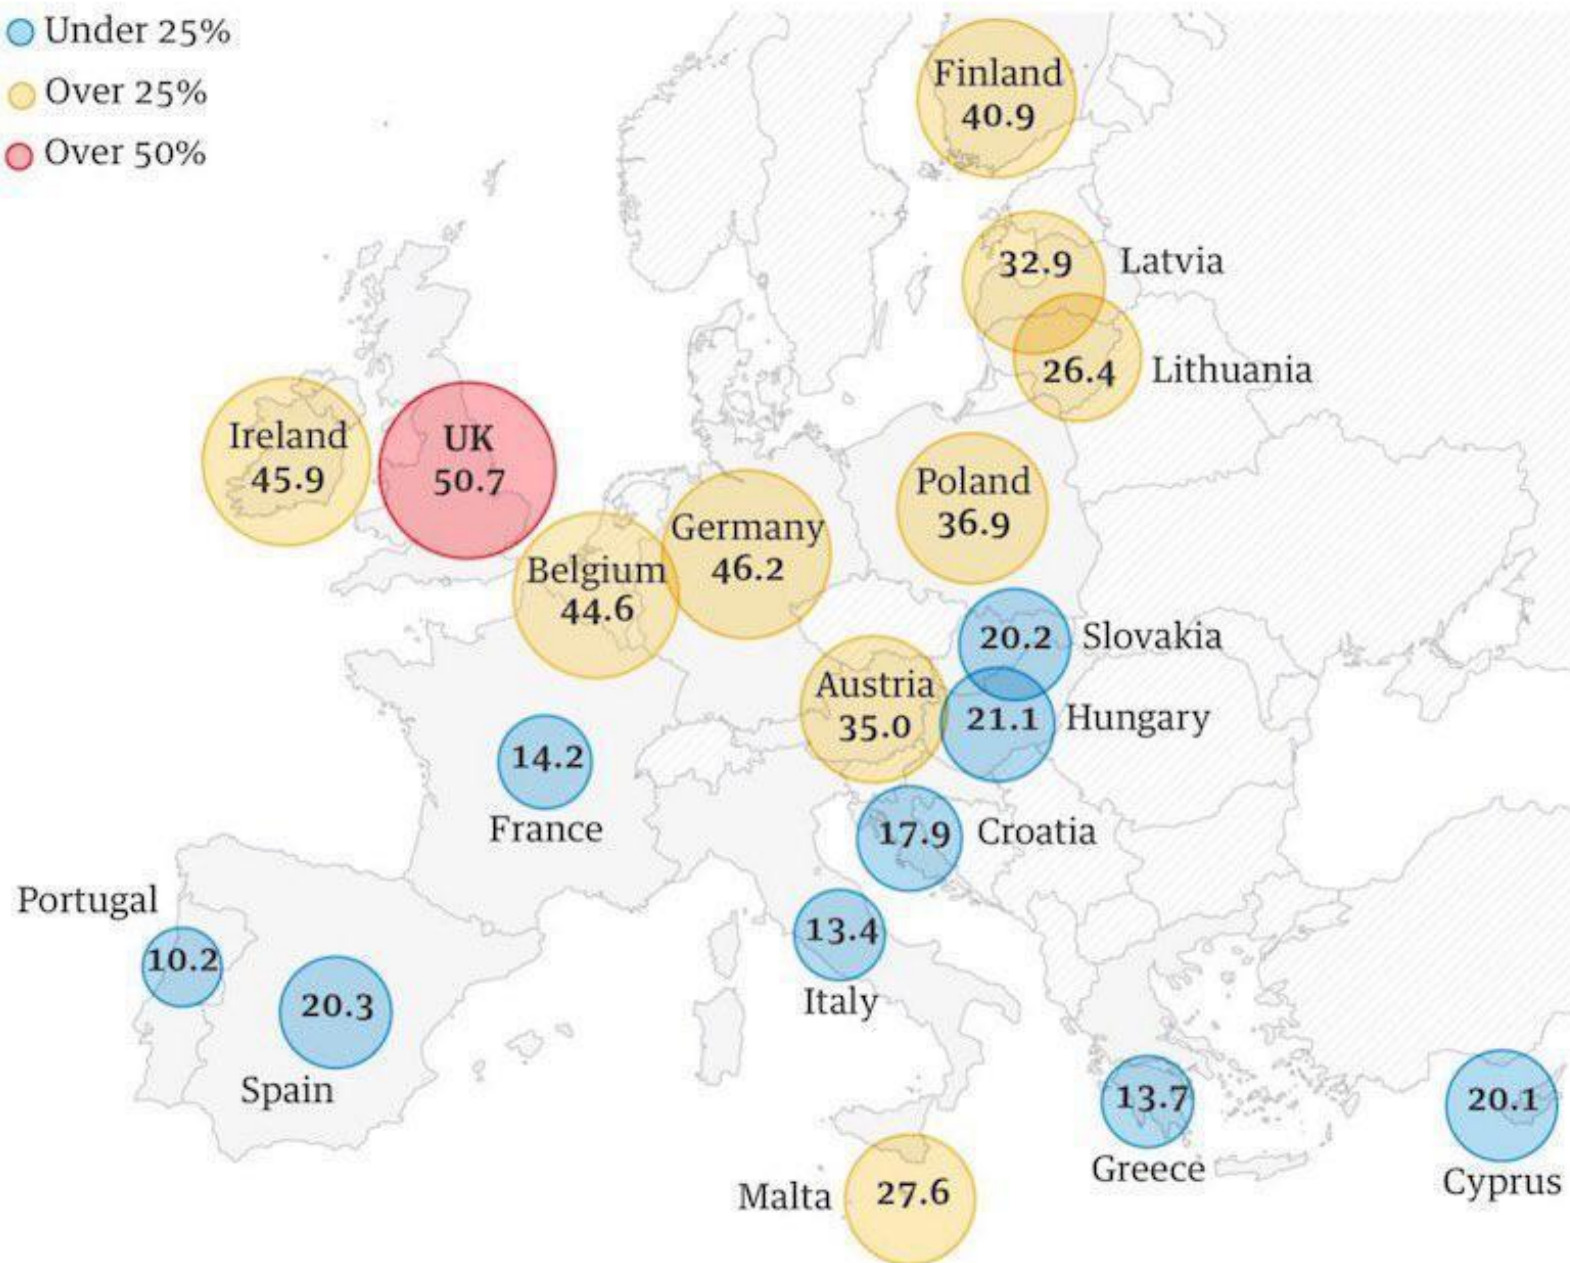 Under 25%
Over 25%
Over 50%
Finland
40.9
32.9 Latvia
26.4 Lithuania
Ireland
45.9
UK
50.7
Belgium
44.6
Germany
46.2
Poland
36.9
20.2 Slovakia
Austria
35.0
21.1 Hungary
14.2
France
17.9 Croatia
Portugal
10.2
20.3
Spain
13.4
Italy
13.7
Greece
20.1
Cyprus
Malta 27.6